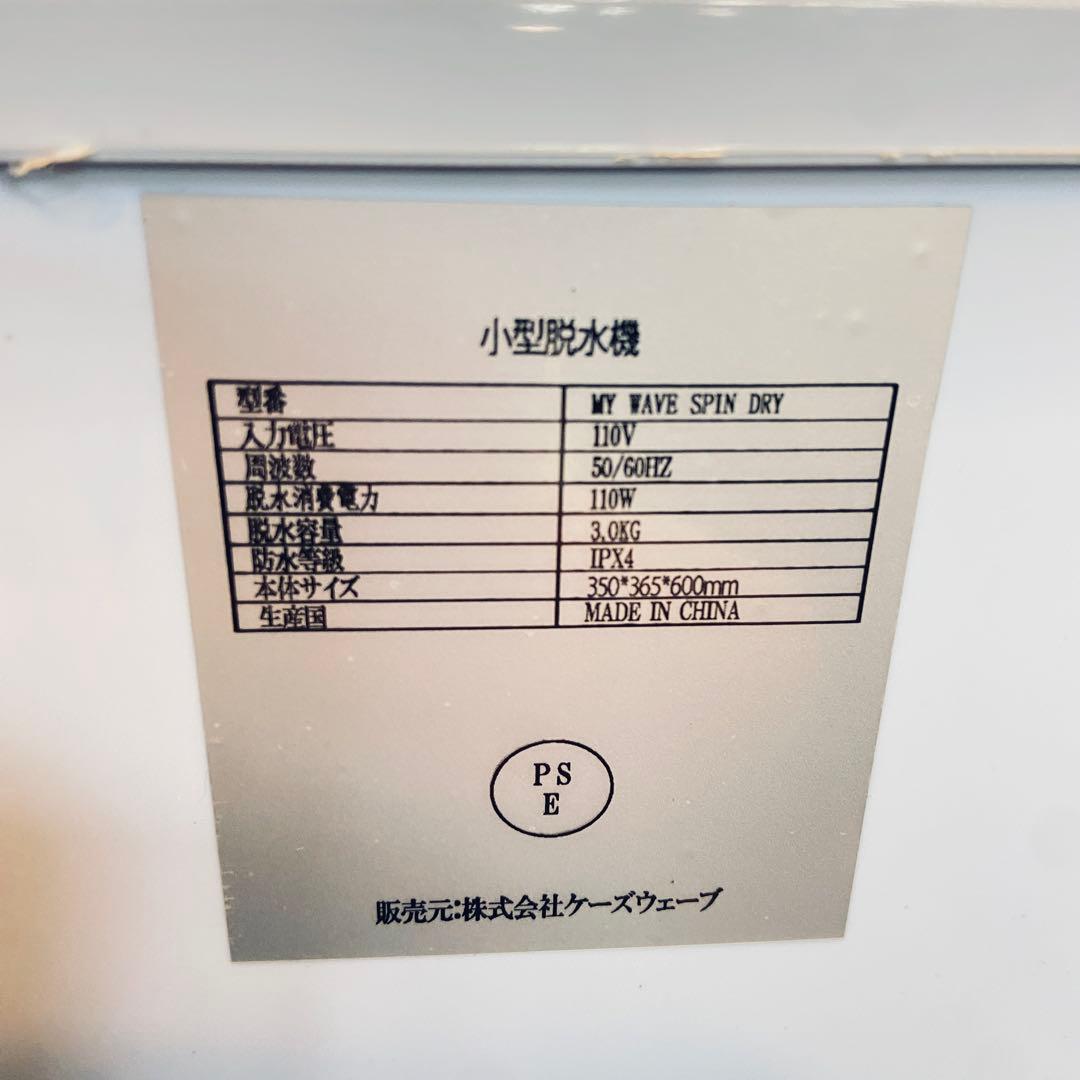 小型脱水機
型番 MY WAVE SPIN DRY
入力電圧 110V
周波数 50/60HZ
脱水消費電力 110W
脱水容量 3.0KG
防水等級 IPX4
本体サイズ 350*365*600mm
生産国 MADE IN CHINA
PS
E
販売元:株式会社ケーズウェーブ